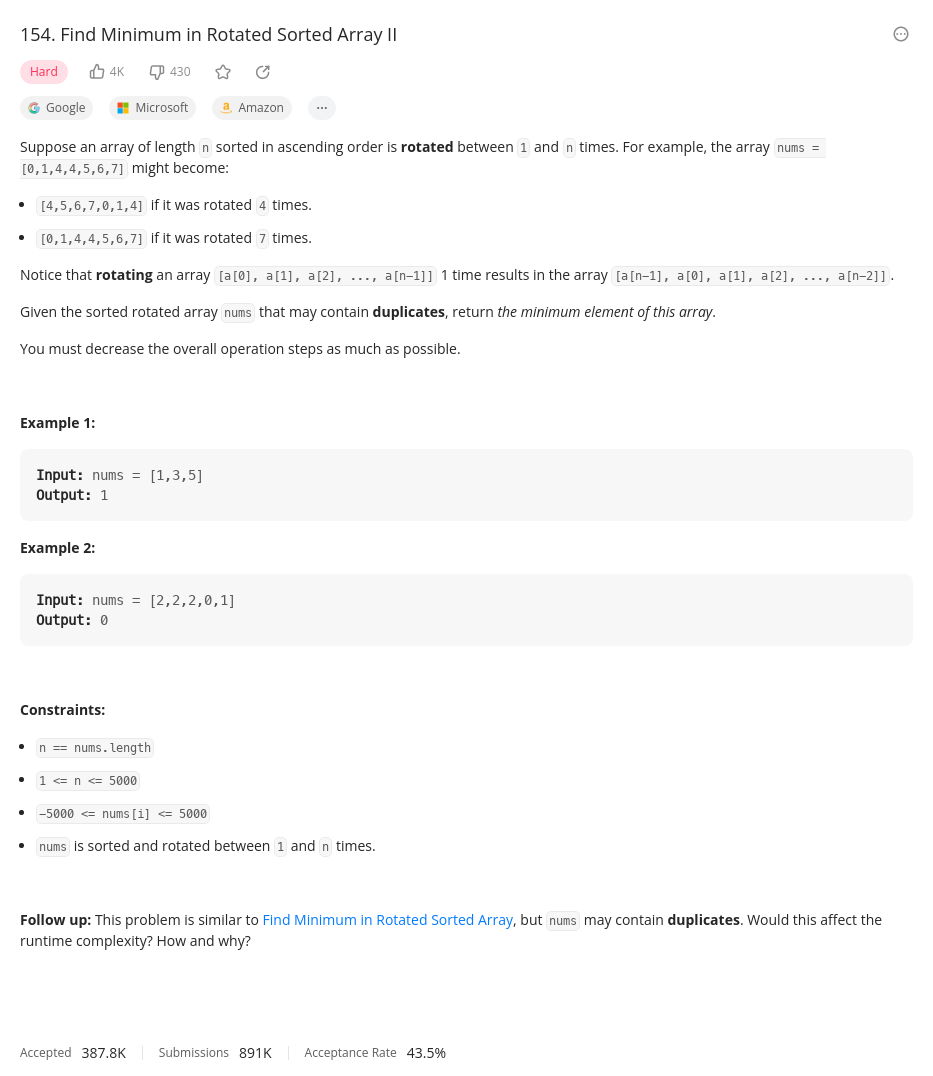 154. Find Minimum in Rotated Sorted Array II
Hard 4K 430
Google Microsoft Amazon ...
Suppose an array of length n sorted in ascending order is rotated between 1 and n times. For example, the array nums =
[0,1,4,4,5,6,7] might become:
• [4,5,6,7,0,1,4] if it was rotated 4 times.
• [0,1,4,4,5,6,7] if it was rotated 7 times.
Notice that rotating an array [a[0], a[1], a[2], ..., a[n-1]] 1 time results in the array [a[n-1], a[0], a[1], a[2], ..., a[n-2]].
Given the sorted rotated array nums that may contain duplicates, return the minimum element of this array.
You must decrease the overall operation steps as much as possible.
Example 1:
Input: nums = [1,3,5]
Output: 1
Example 2:
Input: nums = [2,2,2,0,1]
Output: 0
Constraints:
• n == nums.length
• 1 <= n <= 5000
• -5000 <= nums[i] <= 5000
• nums is sorted and rotated between 1 and n times.
Follow up: This problem is similar to Find Minimum in Rotated Sorted Array, but nums may contain duplicates. Would this affect the
runtime complexity? How and why?
Accepted 387.8K Submissions 891K Acceptance Rate 43.5%